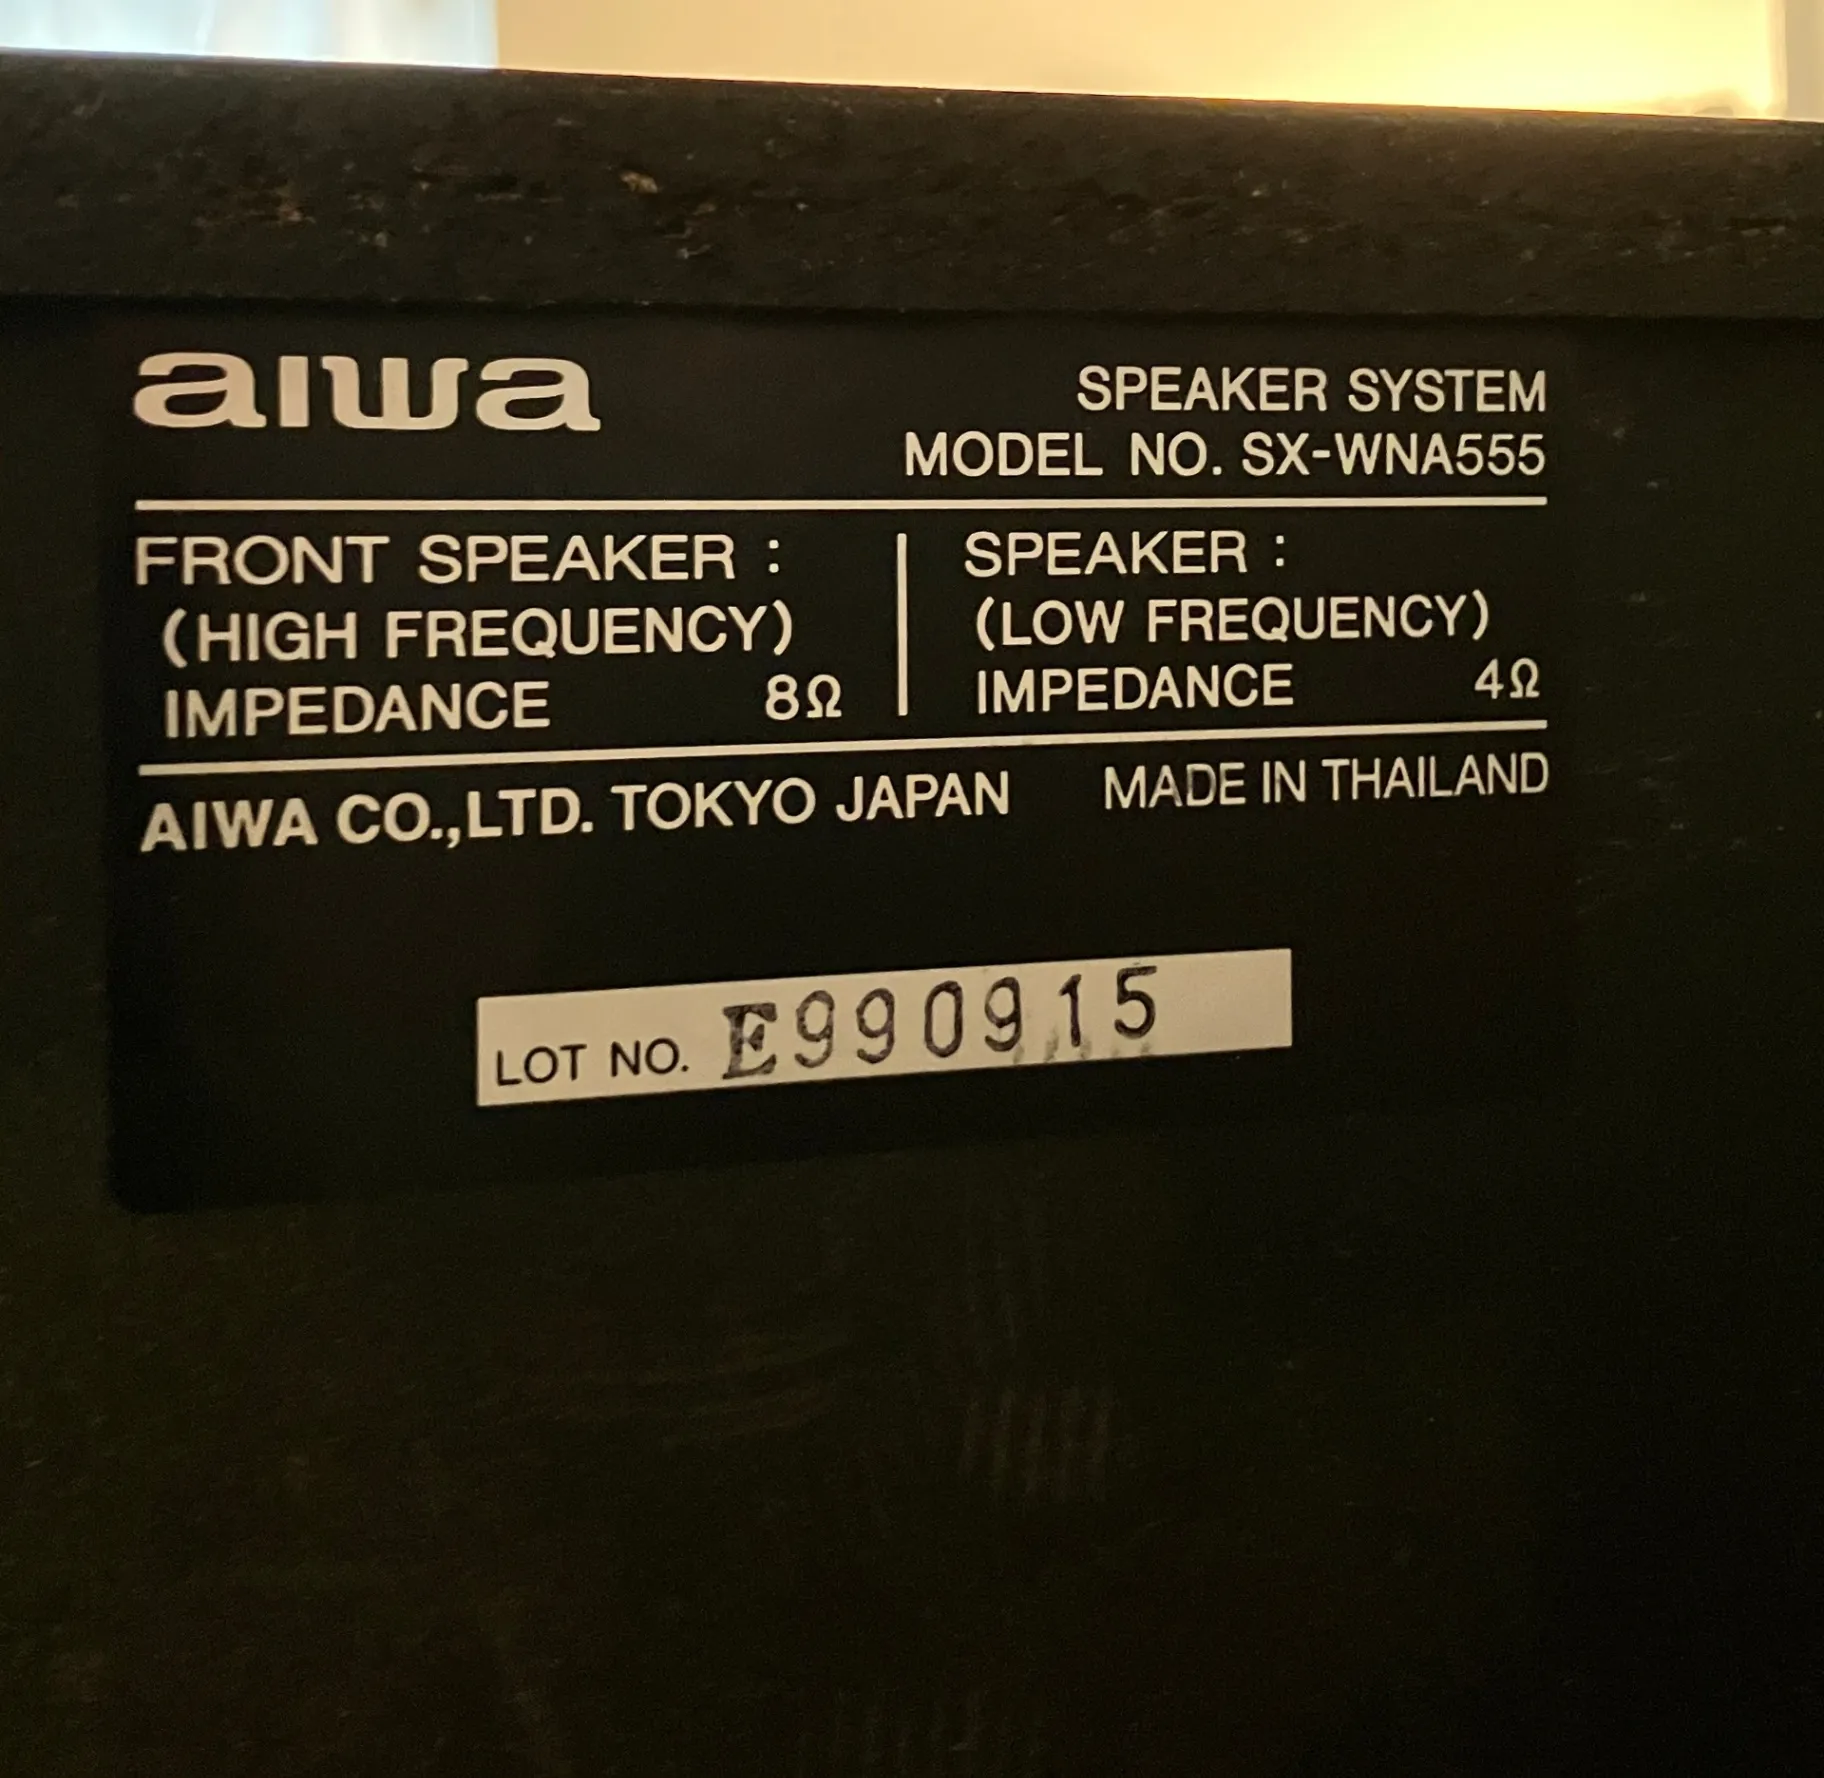 aiwa
SPEAKER SYSTEM
MODEL NO. SX-WNA555
FRONT SPEAKER :
(HIGH FREQUENCY)
IMPEDANCE 8Ω
SPEAKER :
(LOW FREQUENCY)
IMPEDANCE 4Ω
AIWA CO.,LTD. TOKYO JAPAN MADE IN THAILAND
LOT NO. E990915